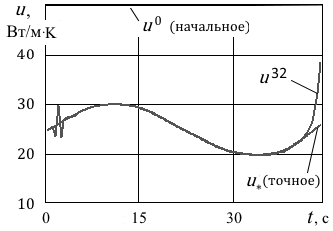 u,
Вт/м·К
u⁰ (начальное)
40
u³²
30
20
u* (точное)
10
0 15 30 t, с